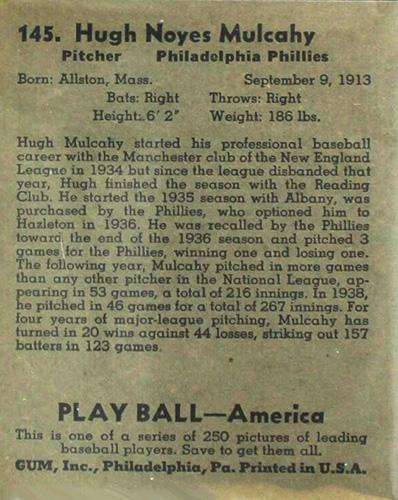 145. Hugh Noyes Mulcahy
Pitcher Philadelphia Phillies
Born: Allston, Mass. September 9, 1913
Bats: Right Throws: Right
Height: 6' 2" Weight: 186 lbs.
Hugh Mulcahy started his professional baseball
career with the Manchester club of the New England
League in 1934 but since the league disbanded that
year, Hugh finished the season with the Reading
Club. He started the 1935 season with Albany, was
purchased by the Phillies, who optioned him to
Hazleton in 1936. He was recalled by the Phillies
toward the end of the 1936 season and pitched 3
games for the Phillies, winning one and losing one.
The following year, Mulcahy pitched in more games
than any other pitcher in the National League, ap-
pearing in 53 games, a total of 216 innings. In 1938,
he pitched in 46 games for a total of 267 innings. For
four years of major-league pitching, Mulcahy has
turned in 20 wins against 44 losses, striking out 157
batters in 123 games.
PLAY BALL—America
This is one of a series of 250 pictures of leading
baseball players. Save to get them all.
GUM, Inc., Philadelphia, Pa. Printed in U.S.A.